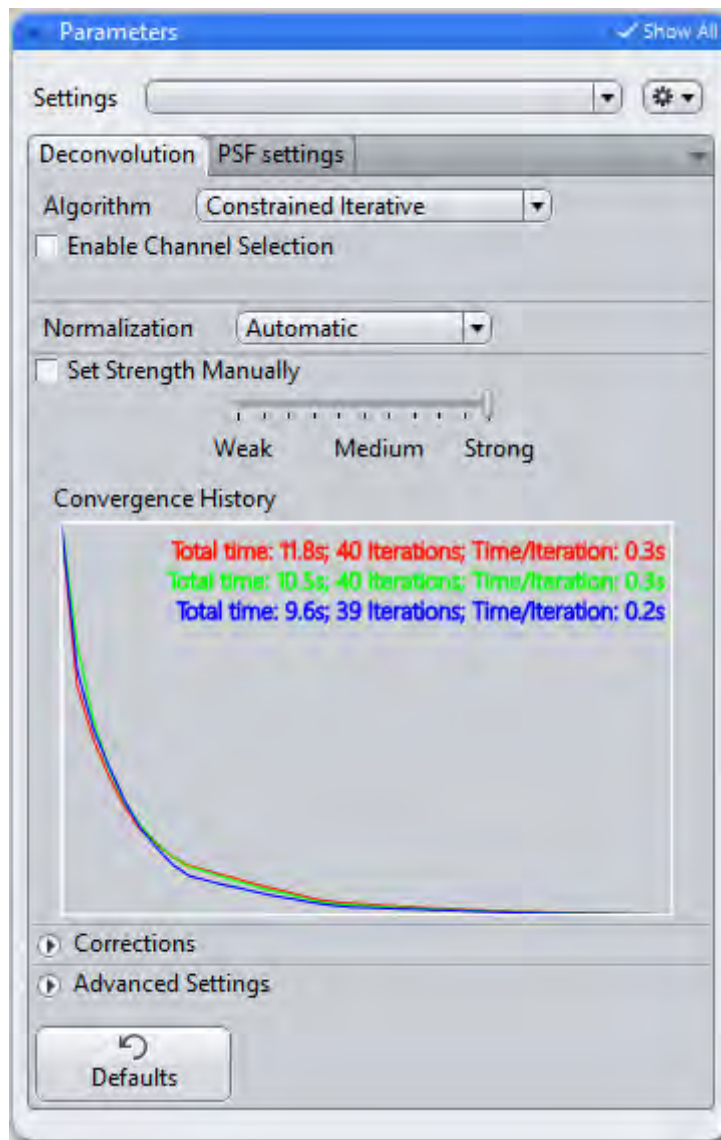 Parameters
Show All
Settings
Deconvolution
PSF settings
Algorithm
Constrained Iterative
Enable Channel Selection
Normalization
Automatic
Set Strength Manually
Weak
Medium
Strong
Convergence History
Total time: 11.8s; 40 Iterations; Time/Iteration: 0.3s
Total time: 10.5s; 40 Iterations; Time/Iteration: 0.3s
Total time: 9.6s; 39 Iterations; Time/Iteration: 0.2s
Corrections
Advanced Settings
Defaults